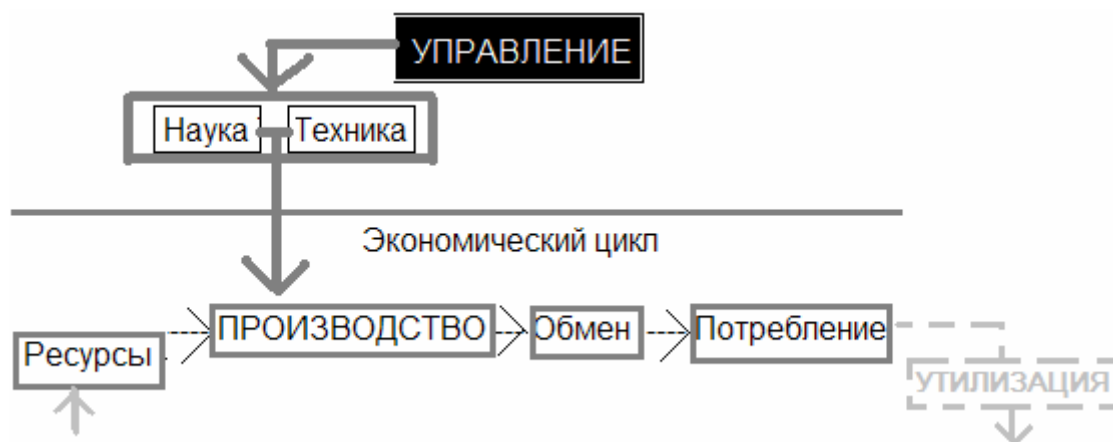 УПРАВЛЕНИЕ
Наука Техника
Экономический цикл
Ресурсы ПРОИЗВОДСТВО Обмен Потребление
УТИЛИЗАЦИЯ